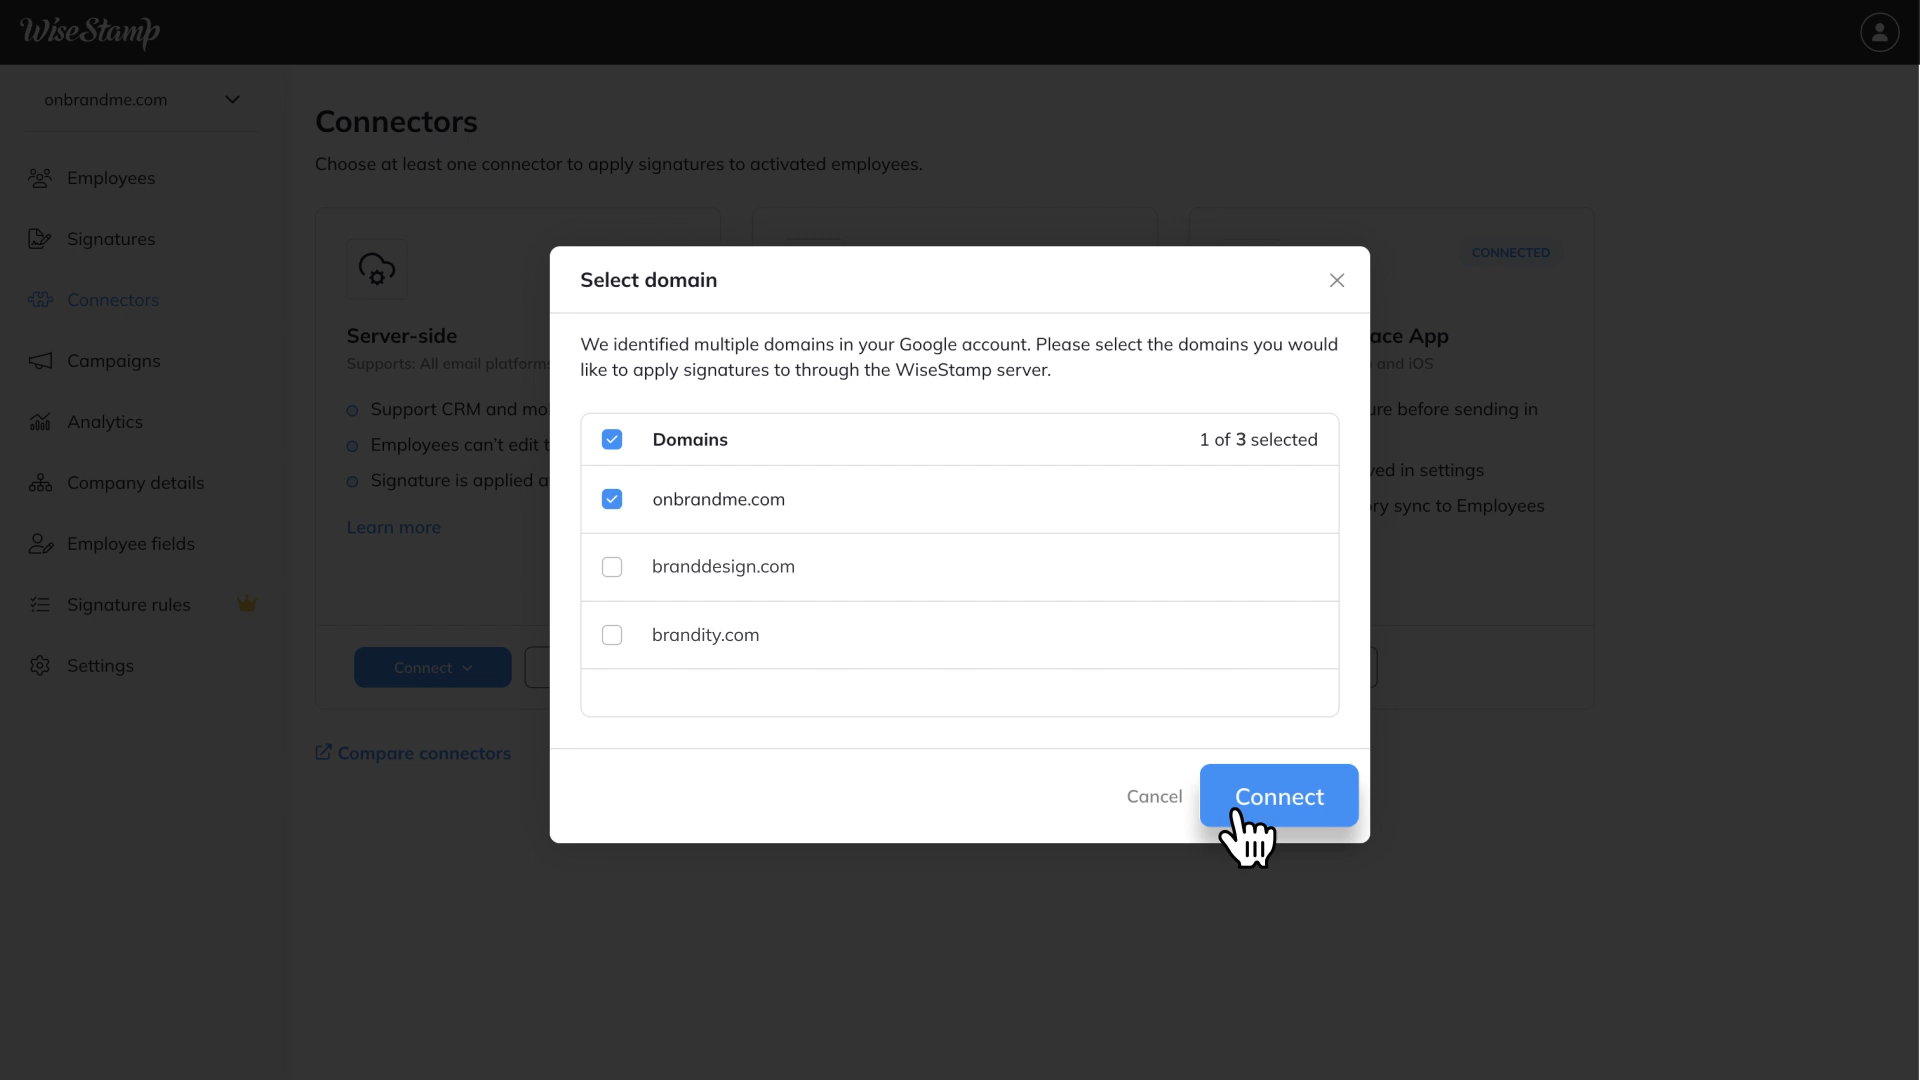 WiseStamp
onbrandme.com
Employees
Signatures
Connectors
Campaigns
Analytics
Company details
Employee fields
Signature rules
Settings
Connectors
Choose at least one connector to apply signatures to activated employees.
Server-side
Supports: All email platforms
Support CRM and mo
Employees can't edit t
Signature is applied a
Learn more
Connect
Compare connectors
CONNECTED
ace App
and iOS
ure before sending in
ved in settings
ory sync to Employees
Select domain
We identified multiple domains in your Google account. Please select the domains you would
like to apply signatures to through the WiseStamp server.
Domains 1 of 3 selected
onbrandme.com
branddesign.com
brandity.com
Cancel Connect